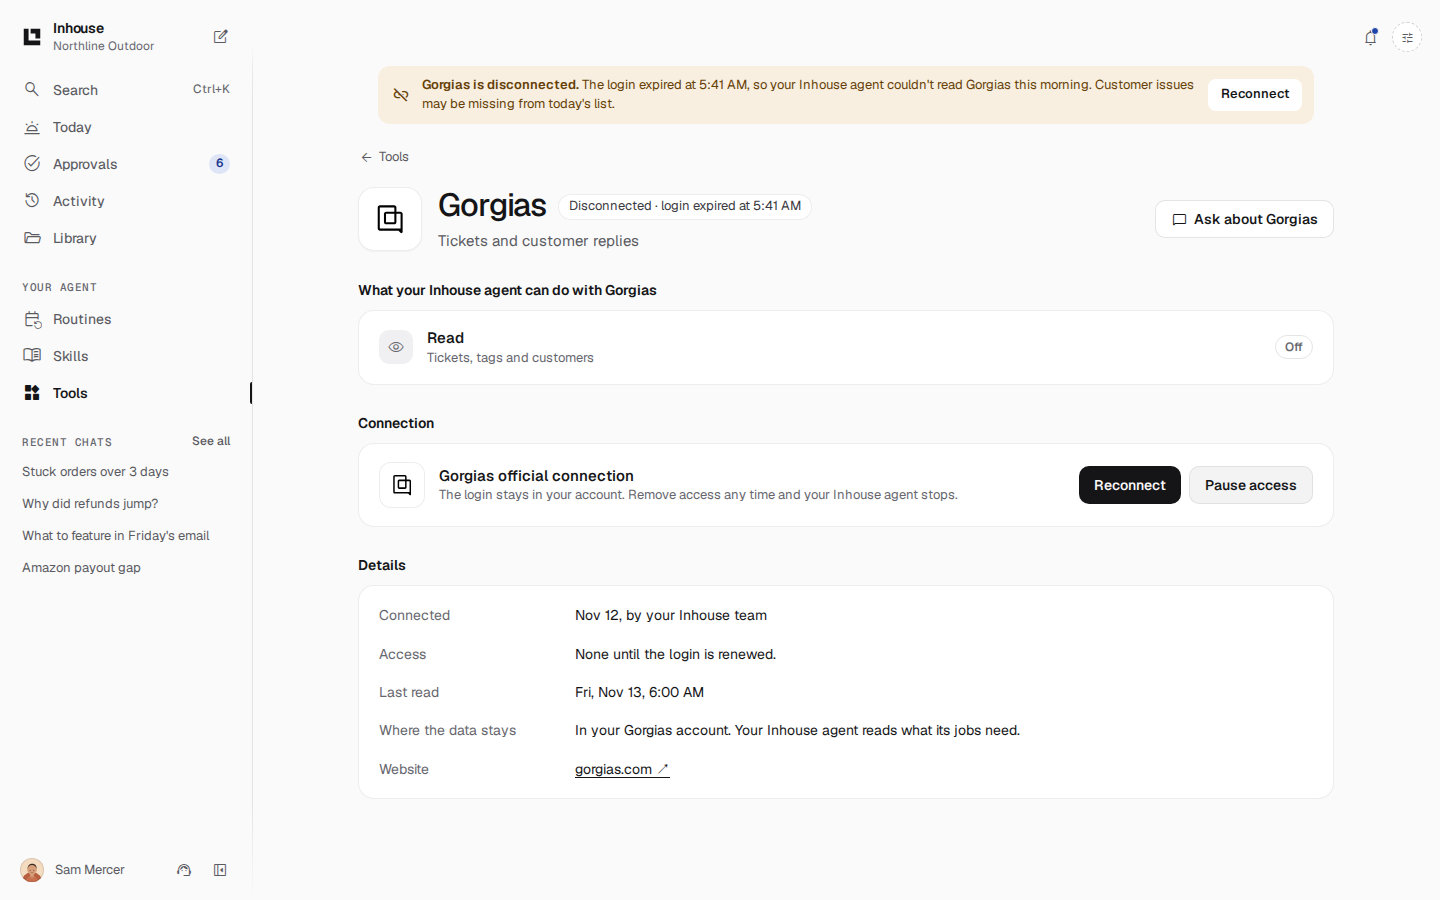 Inhouse
Northline Outdoor
Search Ctrl+K
Today
Approvals 6
Activity
Library
YOUR AGENT
Routines
Skills
Tools
RECENT CHATS See all
Stuck orders over 3 days
Why did refunds jump?
What to feature in Friday's email
Amazon payout gap
Sam Mercer
Gorgias is disconnected. The login expired at 5:41 AM, so your Inhouse agent couldn't read Gorgias this morning. Customer issues
may be missing from today's list.
Reconnect
← Tools
Gorgias Disconnected · login expired at 5:41 AM
Tickets and customer replies
Ask about Gorgias
What your Inhouse agent can do with Gorgias
Read
Tickets, tags and customers
Off
Connection
Gorgias official connection
The login stays in your account. Remove access any time and your Inhouse agent stops.
Reconnect Pause access
Details
Connected Nov 12, by your Inhouse team
Access None until the login is renewed.
Last read Fri, Nov 13, 6:00 AM
Where the data stays In your Gorgias account. Your Inhouse agent reads what its jobs need.
Website gorgias.com ↗